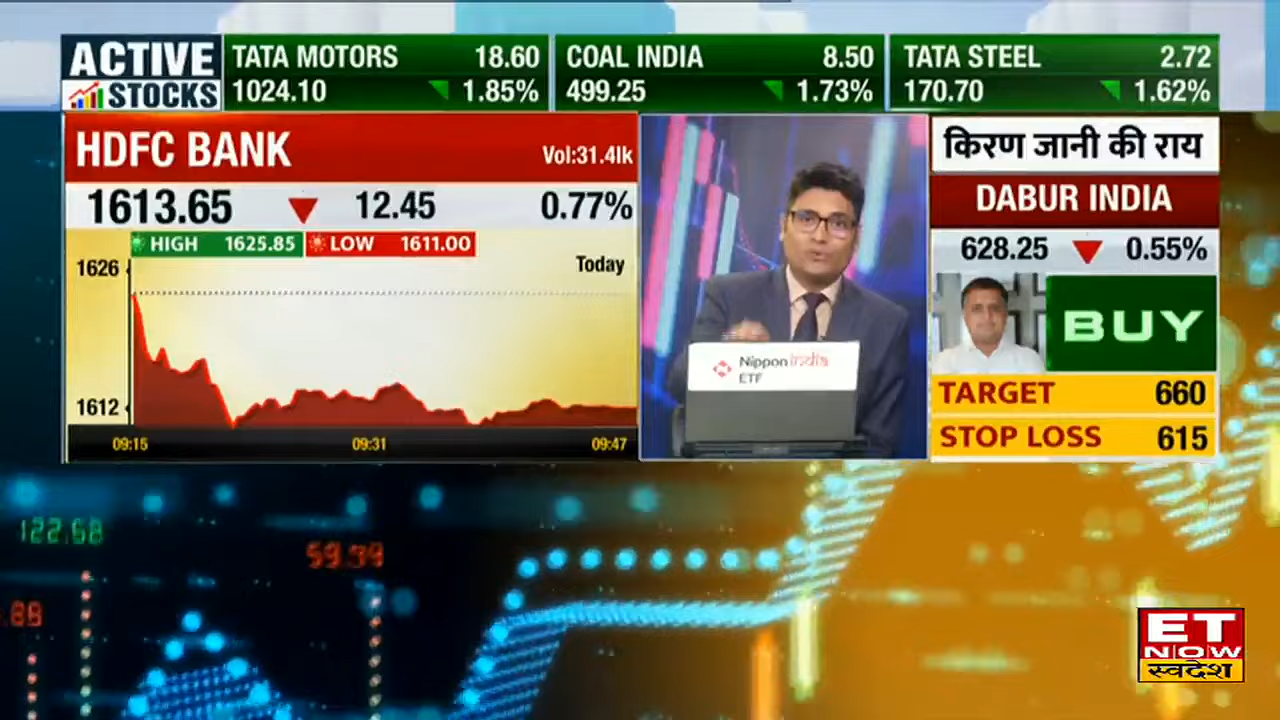 ACTIVE
STOCKS
TATA MOTORS 18.60
1024.10 1.85%
COAL INDIA 8.50
499.25 1.73%
TATA STEEL 2.72
170.70 1.62%
HDFC BANK Vol:31.4lk
1613.65 12.45 0.77%
HIGH 1625.85 LOW 1611.00
Today
1626
1612
09:15 09:31 09:47
Nippon india
ETF
किरण जानी की राय
DABUR INDIA
628.25 0.55%
BUY
TARGET 660
STOP LOSS 615
122.68
59.39
.88
ET
NOW
स्वदेश